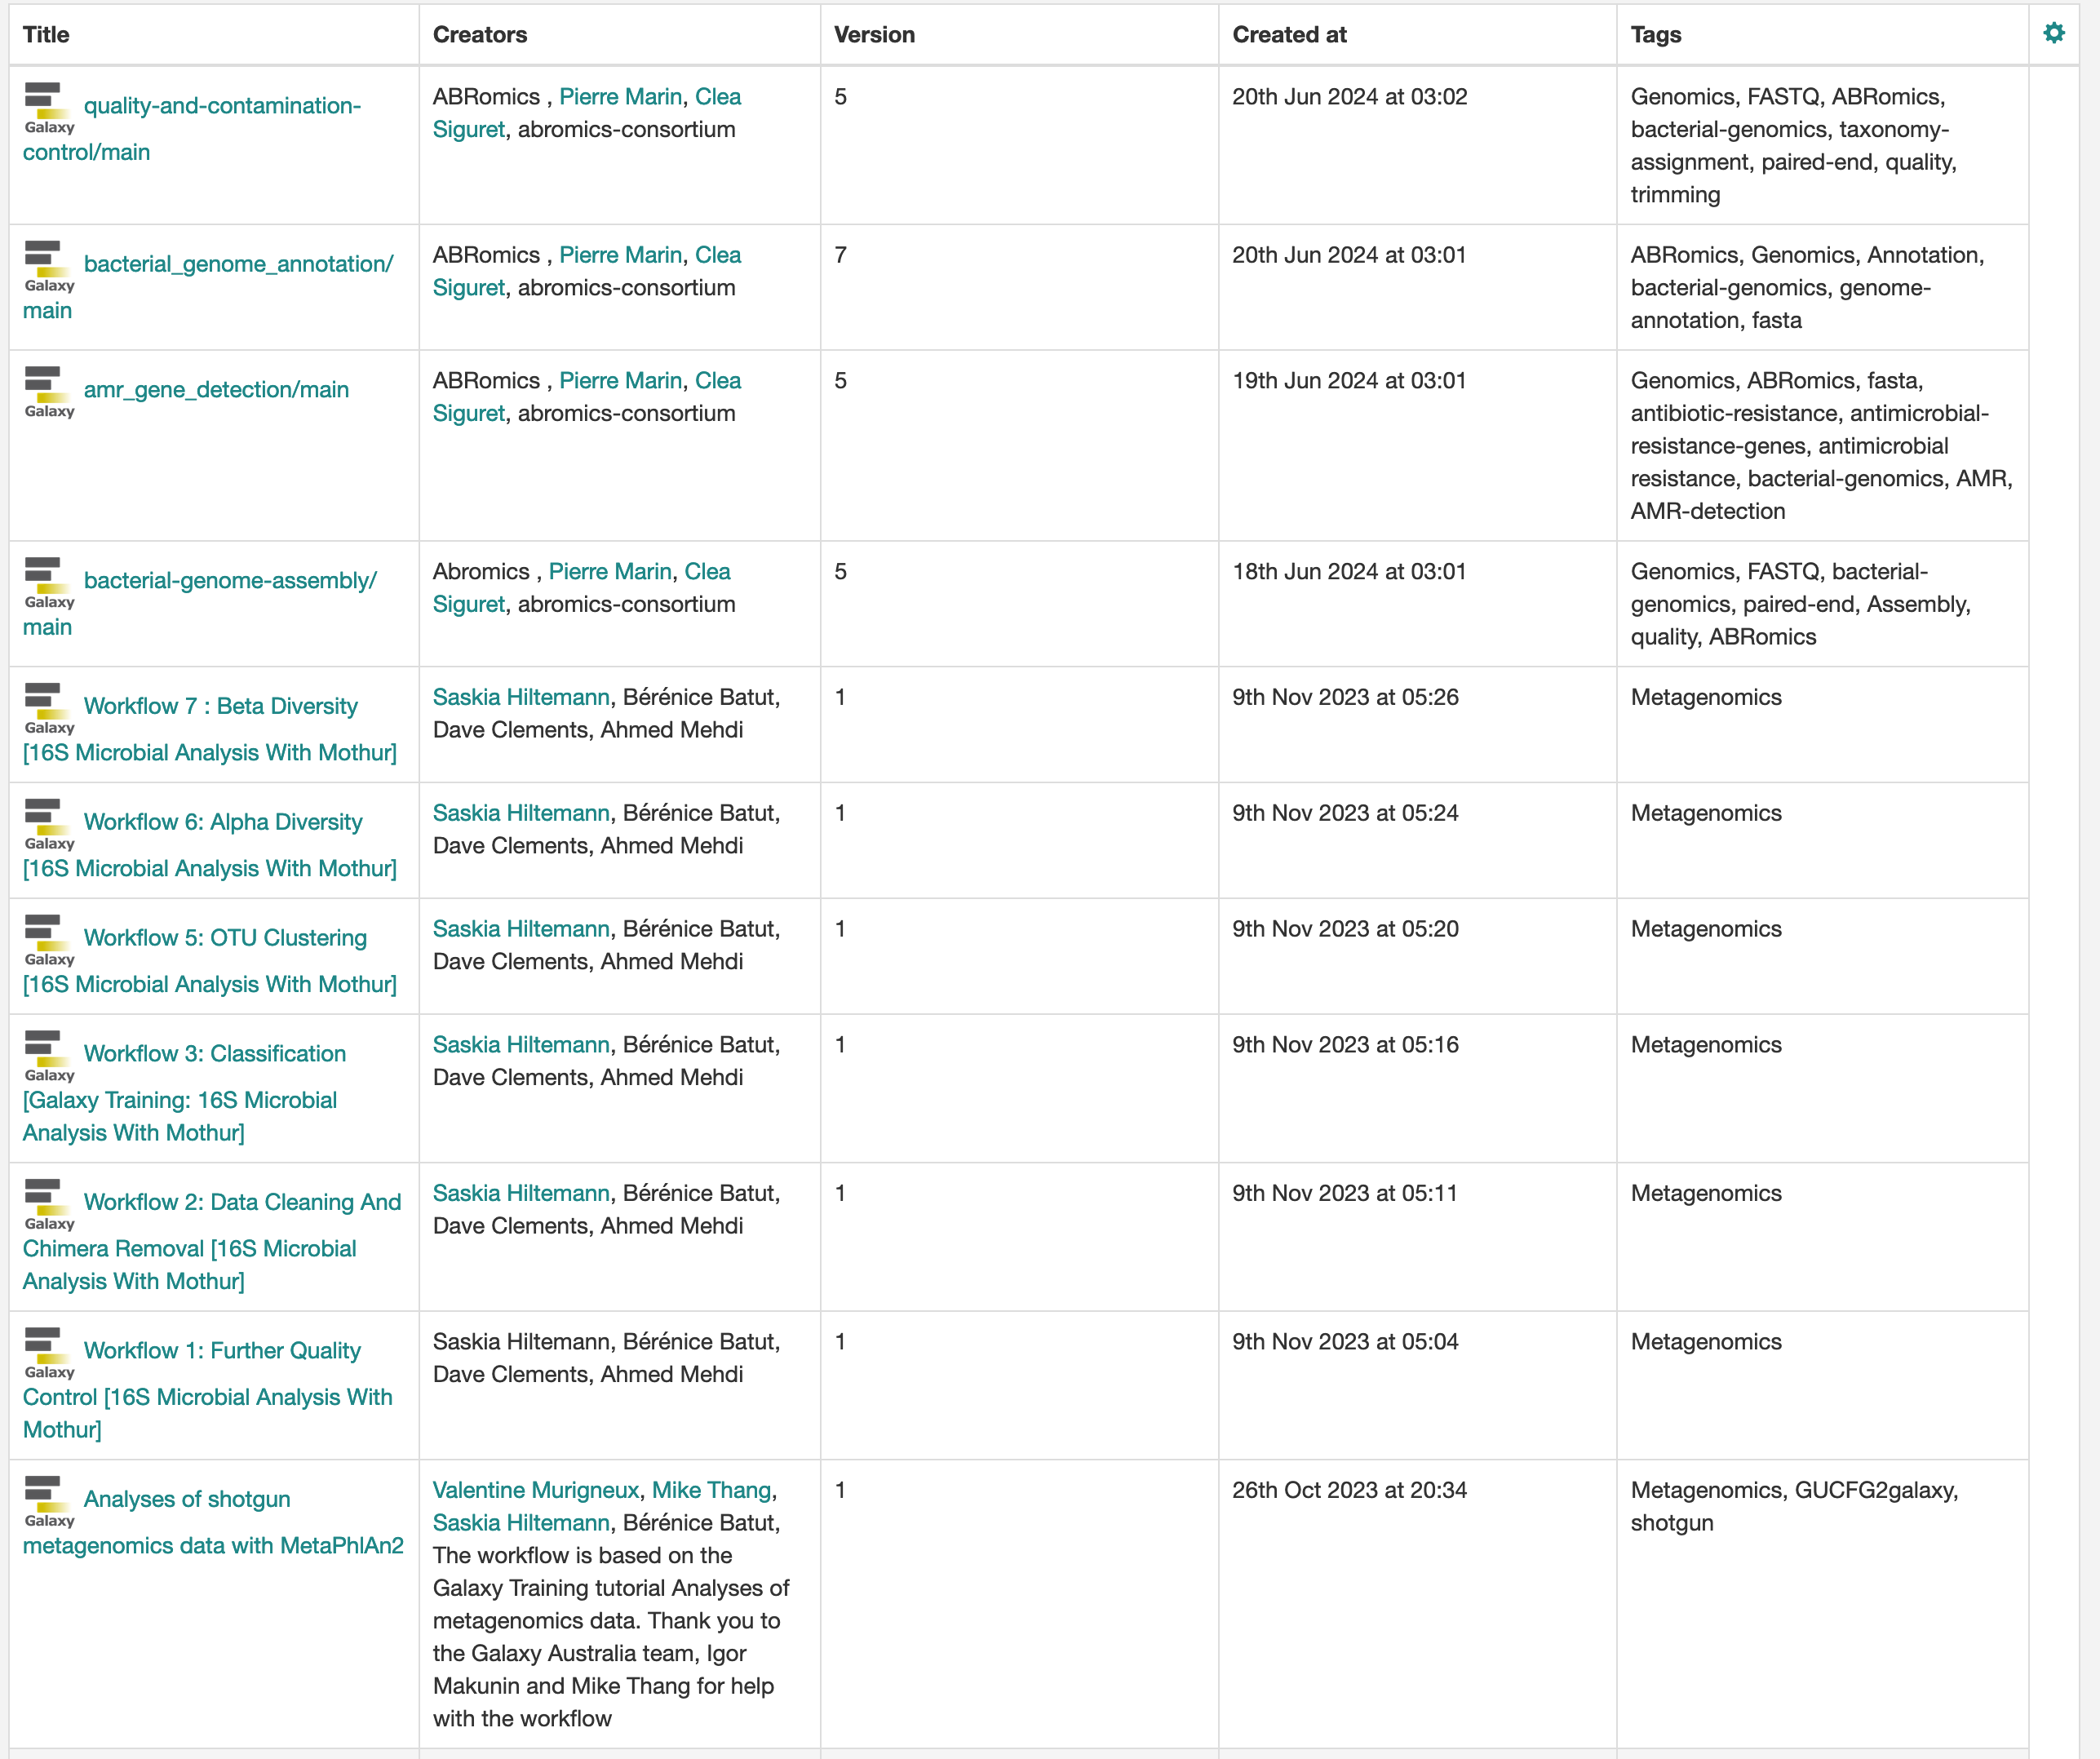 Title Creators Version Created at Tags
Galaxy quality-and-contamination-
control/main
ABRomics , Pierre Marin, Clea
Siguret, abromics-consortium
5
20th Jun 2024 at 03:02
Genomics, FASTQ, ABRomics,
bacterial-genomics, taxonomy-
assignment, paired-end, quality,
trimming
Galaxy bacterial_genome_annotation/
main
ABRomics , Pierre Marin, Clea
Siguret, abromics-consortium
7
20th Jun 2024 at 03:01
ABRomics, Genomics, Annotation,
bacterial-genomics, genome-
annotation, fasta
Galaxy amr_gene_detection/main
ABRomics , Pierre Marin, Clea
Siguret, abromics-consortium
5
19th Jun 2024 at 03:01
Genomics, ABRomics, fasta,
antibiotic-resistance, antimicrobial-
resistance-genes, antimicrobial
resistance, bacterial-genomics, AMR,
AMR-detection
Galaxy bacterial-genome-assembly/
main
Abromics , Pierre Marin, Clea
Siguret, abromics-consortium
5
18th Jun 2024 at 03:01
Genomics, FASTQ, bacterial-
genomics, paired-end, Assembly,
quality, ABRomics
Galaxy Workflow 7 : Beta Diversity
[16S Microbial Analysis With Mothur]
Saskia Hiltemann, Bérénice Batut,
Dave Clements, Ahmed Mehdi
1
9th Nov 2023 at 05:26
Metagenomics
Galaxy Workflow 6: Alpha Diversity
[16S Microbial Analysis With Mothur]
Saskia Hiltemann, Bérénice Batut,
Dave Clements, Ahmed Mehdi
1
9th Nov 2023 at 05:24
Metagenomics
Galaxy Workflow 5: OTU Clustering
[16S Microbial Analysis With Mothur]
Saskia Hiltemann, Bérénice Batut,
Dave Clements, Ahmed Mehdi
1
9th Nov 2023 at 05:20
Metagenomics
Galaxy Workflow 3: Classification
[Galaxy Training: 16S Microbial
Analysis With Mothur]
Saskia Hiltemann, Bérénice Batut,
Dave Clements, Ahmed Mehdi
1
9th Nov 2023 at 05:16
Metagenomics
Galaxy Workflow 2: Data Cleaning And
Chimera Removal [16S Microbial
Analysis With Mothur]
Saskia Hiltemann, Bérénice Batut,
Dave Clements, Ahmed Mehdi
1
9th Nov 2023 at 05:11
Metagenomics
Galaxy Workflow 1: Further Quality
Control [16S Microbial Analysis With
Mothur]
Saskia Hiltemann, Bérénice Batut,
Dave Clements, Ahmed Mehdi
1
9th Nov 2023 at 05:04
Metagenomics
Galaxy Analyses of shotgun
metagenomics data with MetaPhlAn2
Valentine Murigneux, Mike Thang,
Saskia Hiltemann, Bérénice Batut,
The workflow is based on the
Galaxy Training tutorial Analyses of
metagenomics data. Thank you to
the Galaxy Australia team, Igor
Makunin and Mike Thang for help
with the workflow
1
26th Oct 2023 at 20:34
Metagenomics, GUCFG2galaxy,
shotgun